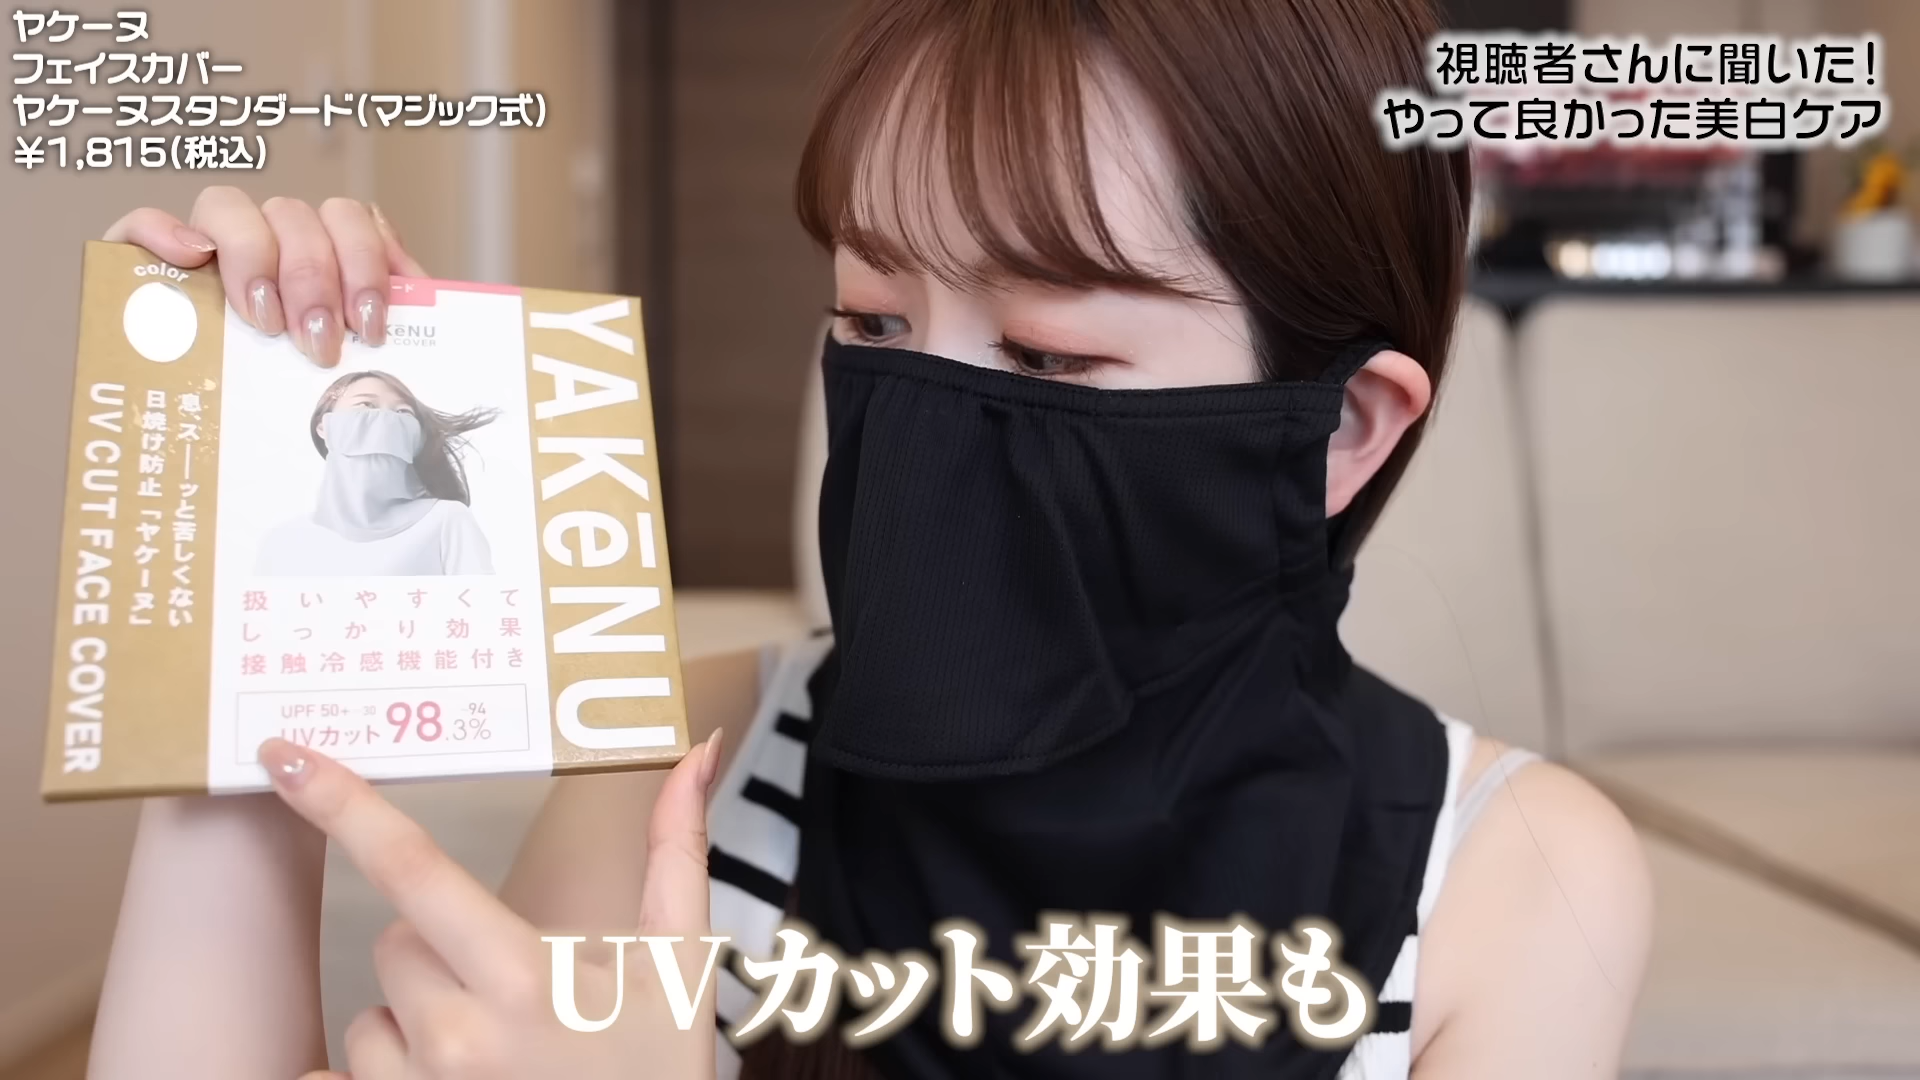 ヤケーヌ
フェイスカバー
ヤケーヌスタンダード(マジック式)
¥1,815(税込)
視聴者さんに聞いた!
やって良かった美白ケア
color
息、ス――ッと苦しくない
日焼け防止「ヤケーヌ」
UV CUT FACE COVER
COVER
YAKēNU
扱いやすくて
しっかり効果
接触冷感機能付き
UPF 50+~30
UVカット 98.3%~94
UVカット効果も